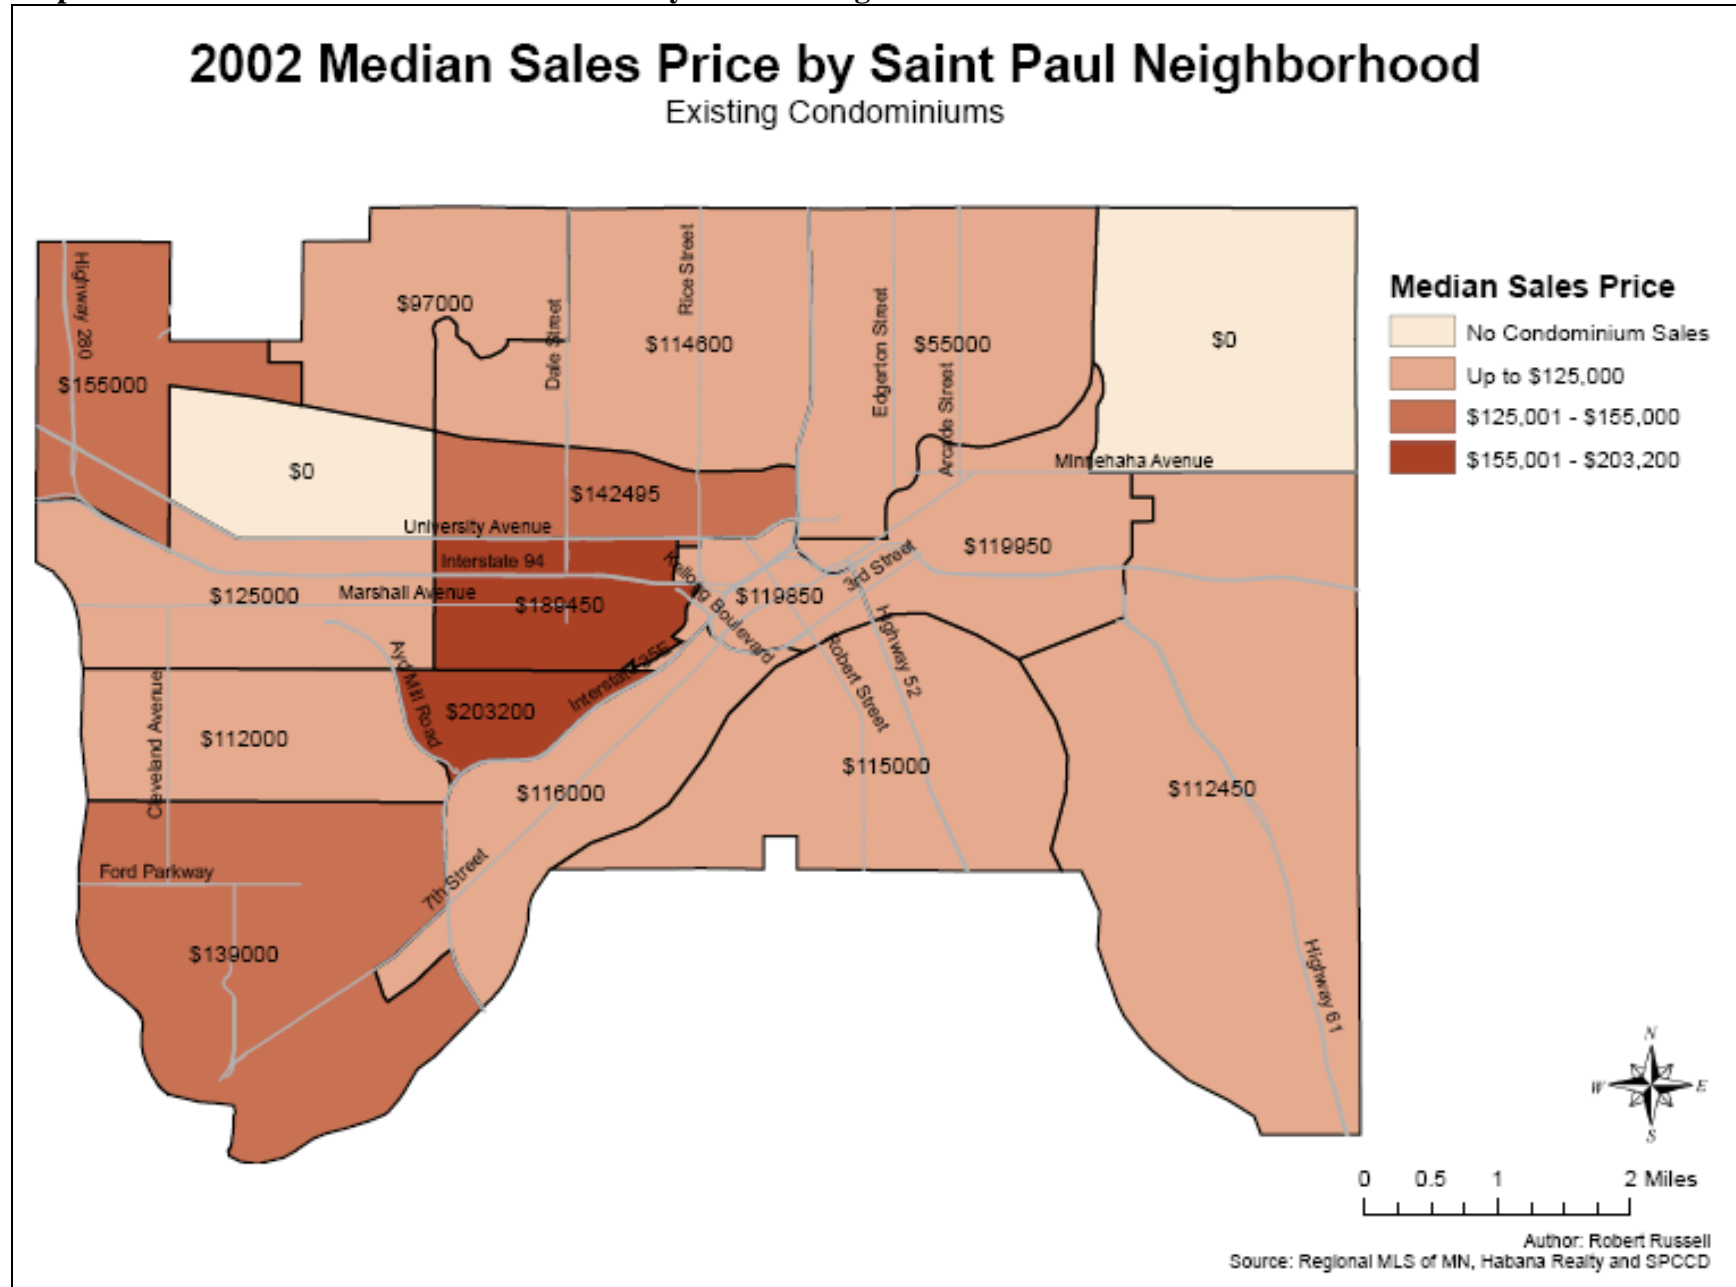 2002 Median Sales Price by Saint Paul Neighborhood
Existing Condominiums
Highway 280
$97000
Dale Street
Rice Street
$114600
Edgerton Street
$55000
Arcade Street
$0
$155000
$0
$142495
Minnehaha Avenue
University Avenue
Interstate 94
$119950
3rd Street
$125000
Marshall Avenue
$189450
Kellogg Boulevard
$119850
Interstate 35E
Ayd Mill Road
$203200
Robert Street
Highway 52
Cleveland Avenue
$112000
$116000
$115000
$112450
Ford Parkway
7th Street
$139000
Highway 61
Median Sales Price
No Condominium Sales
Up to $125,000
$125,001 - $155,000
$155,001 - $203,200
N
W
E
S
0 0.5 1 2 Miles
Author: Robert Russell
Source: Regional MLS of MN, Habana Realty and SPCCD